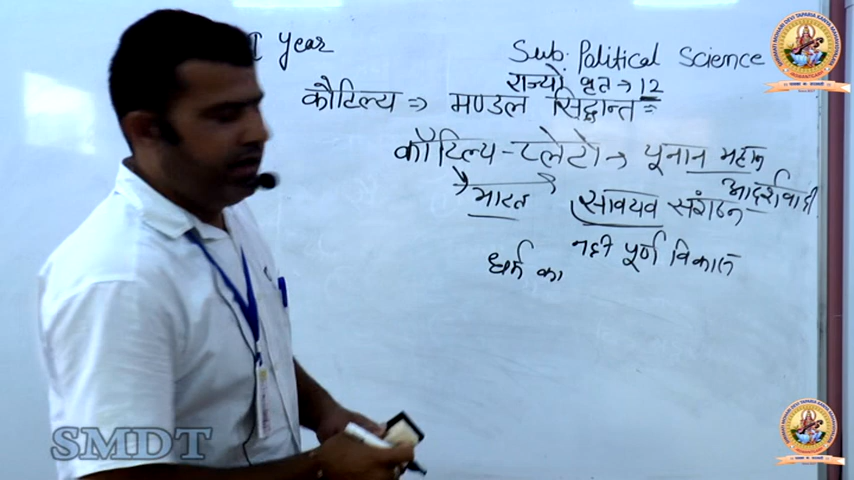 I year
Sub: Political Science
राज्यों वृत → 12
कौटिल्य ⇒ मण्डल सिद्धान्त =
कौटिल्य - प्लेटो → यूनान महान
आदर्शवादी
→ भारत
सावयव संगठन
नही पूर्ण विकास
धर्म का
SMDT